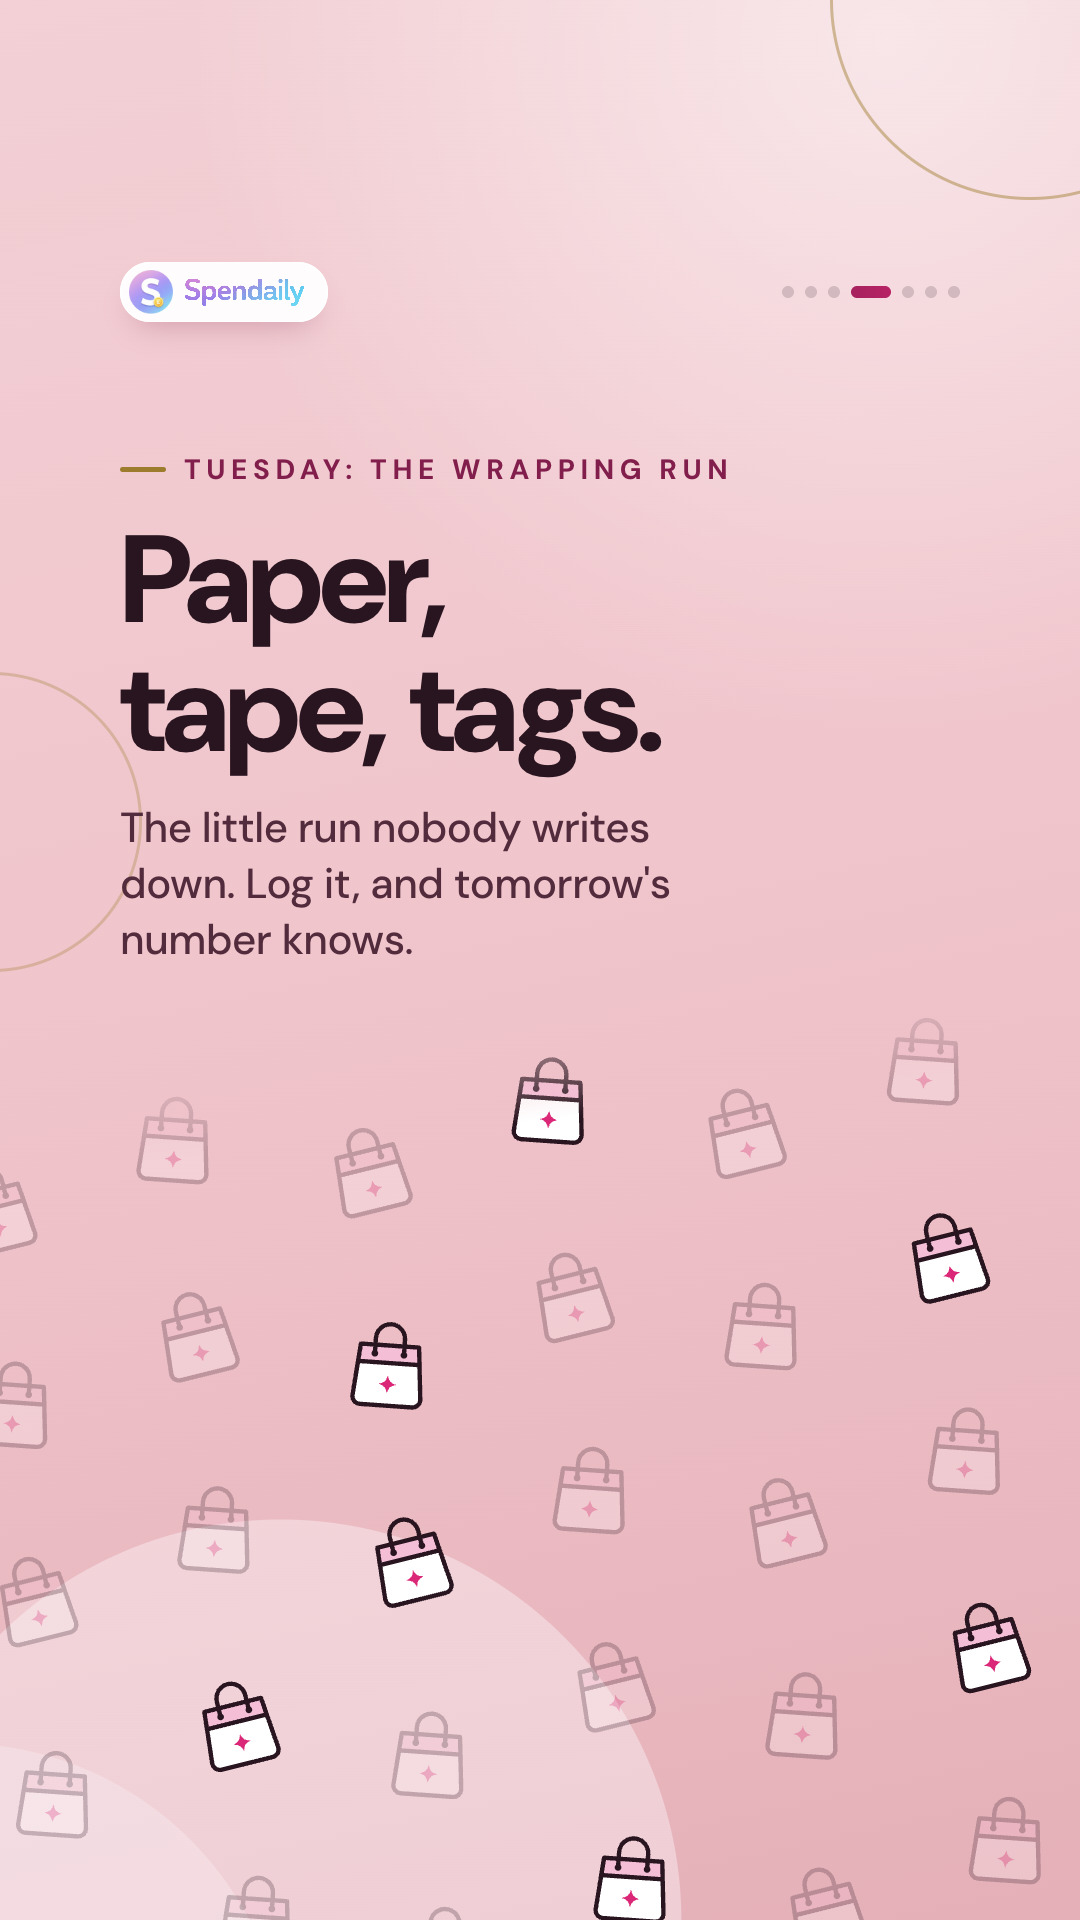 Spendaily
TUESDAY: THE WRAPPING RUN
Paper,
tape, tags.
The little run nobody writes
down. Log it, and tomorrow's
number knows.